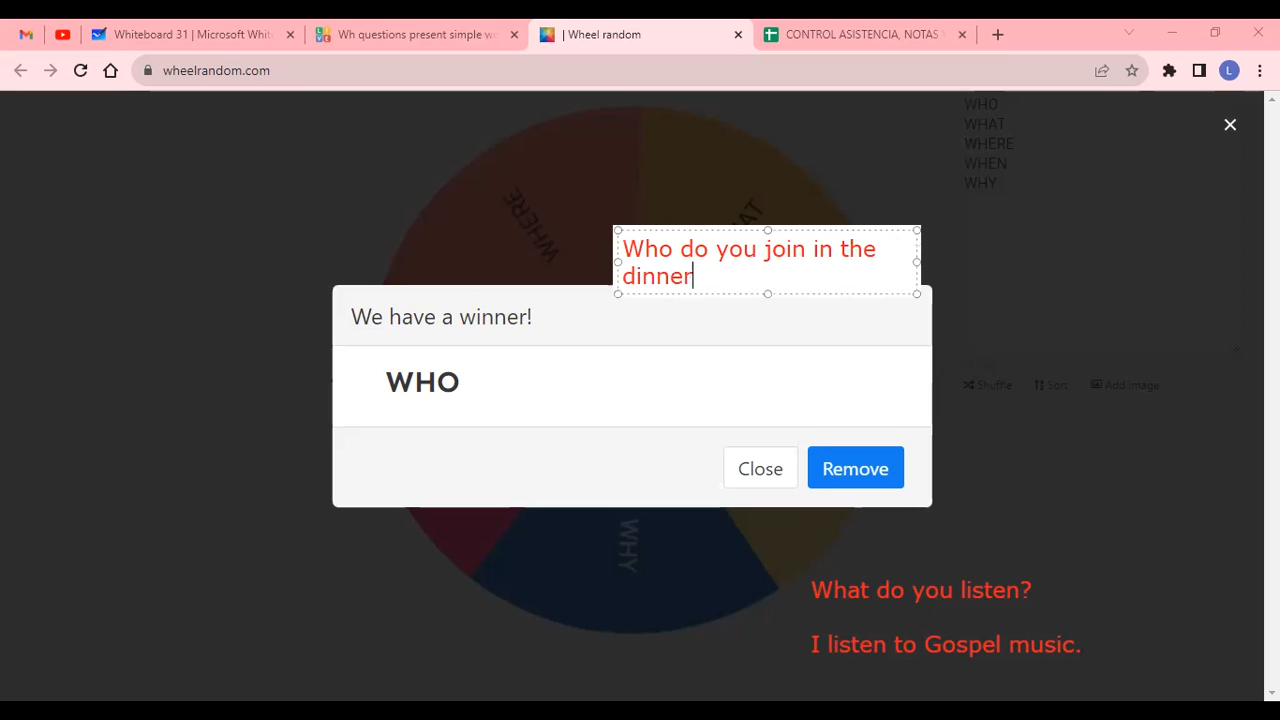 Whiteboard 31 | Microsoft White
Wh questions present simple wo
| Wheel random
CONTROL ASISTENCIA, NOTAS Y
wheelrandom.com
L
WHO
WHAT
WHERE
WHEN
WHY
WHERE
Who do you join in the
dinner
We have a winner!
WHO
Close
Remove
Shuffle
Sort
Add image
WHY
What do you listen?
I listen to Gospel music.